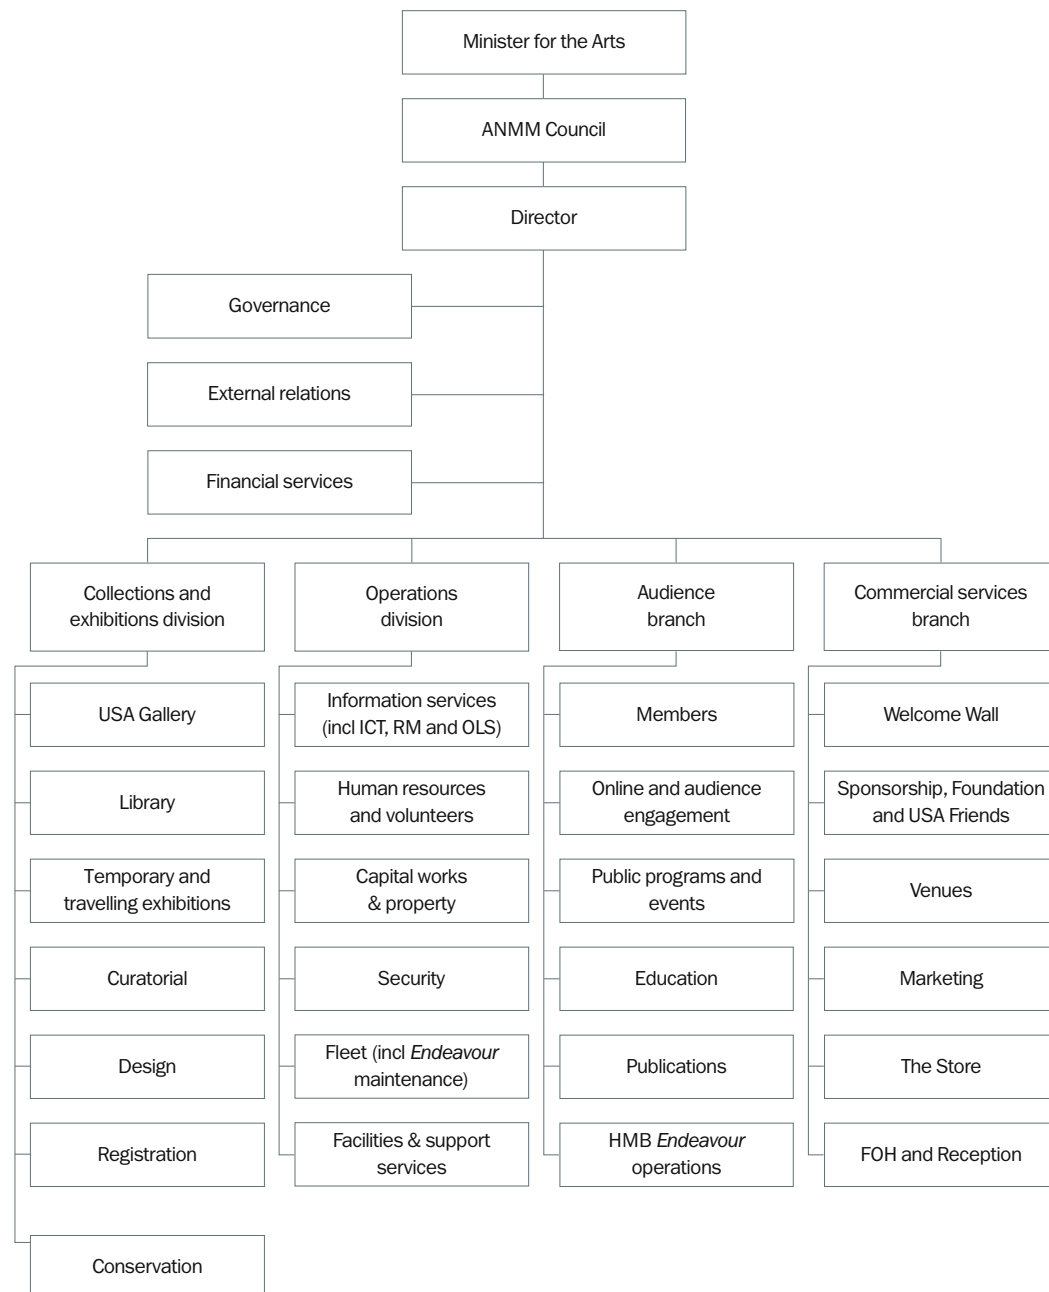 Minister for the Arts
ANMM Council
Director
Governance
External relations
Financial services
Collections and
exhibitions division
USA Gallery
Library
Temporary and
travelling exhibitions
Curatorial
Design
Registration
Conservation
Operations
division
Information services
(incl ICT, RM and OLS)
Human resources
and volunteers
Capital works
& property
Security
Fleet (incl Endeavour
maintenance)
Facilities & support
services
Audience
branch
Members
Online and audience
engagement
Public programs and
events
Education
Publications
HMB Endeavour
operations
Commercial services
branch
Welcome Wall
Sponsorship, Foundation
and USA Friends
Venues
Marketing
The Store
FOH and Reception